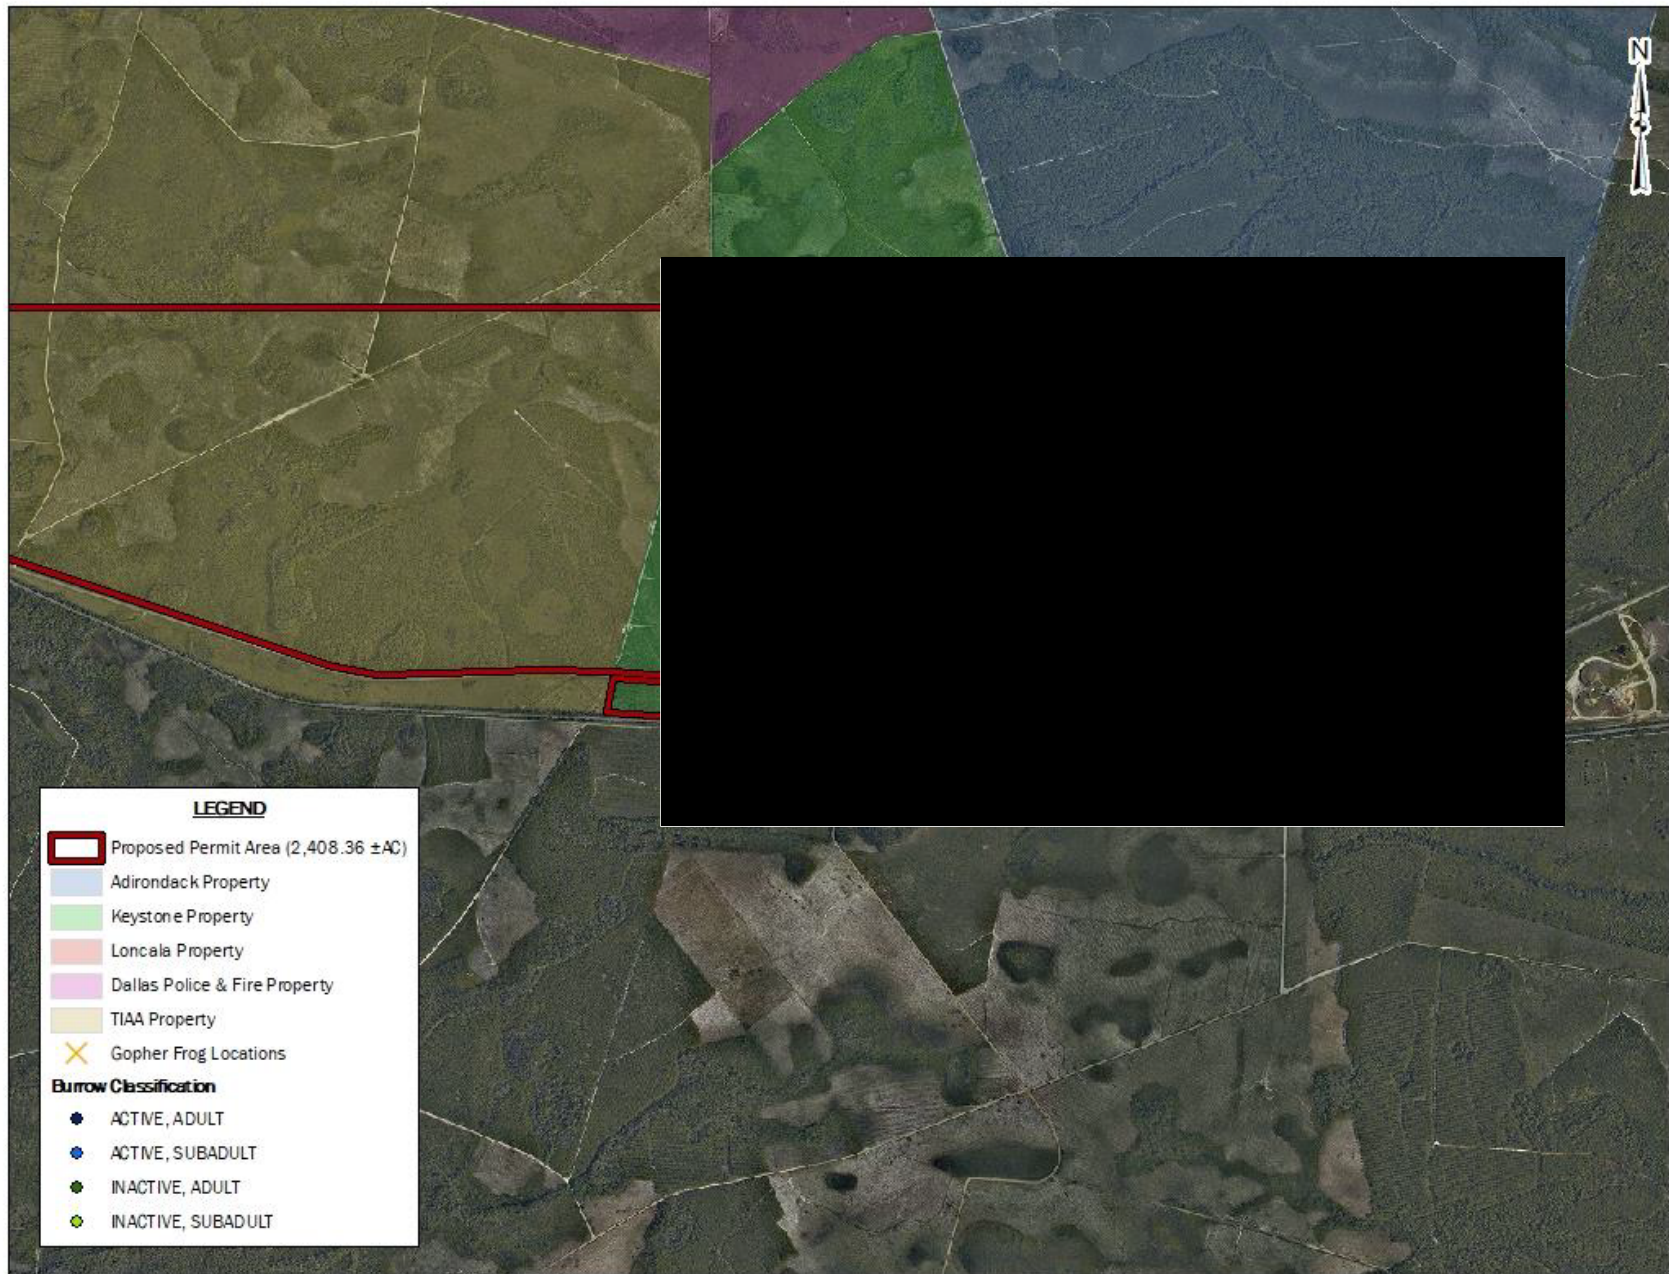 N
LEGEND
Proposed Permit Area (2,408.36 ±AC)
Adirondack Property
Keystone Property
Loncala Property
Dallas Police & Fire Property
TIAA Property
Gopher Frog Locations
Burrow Classification
ACTIVE, ADULT
ACTIVE, SUBADULT
INACTIVE, ADULT
INACTIVE, SUBADULT